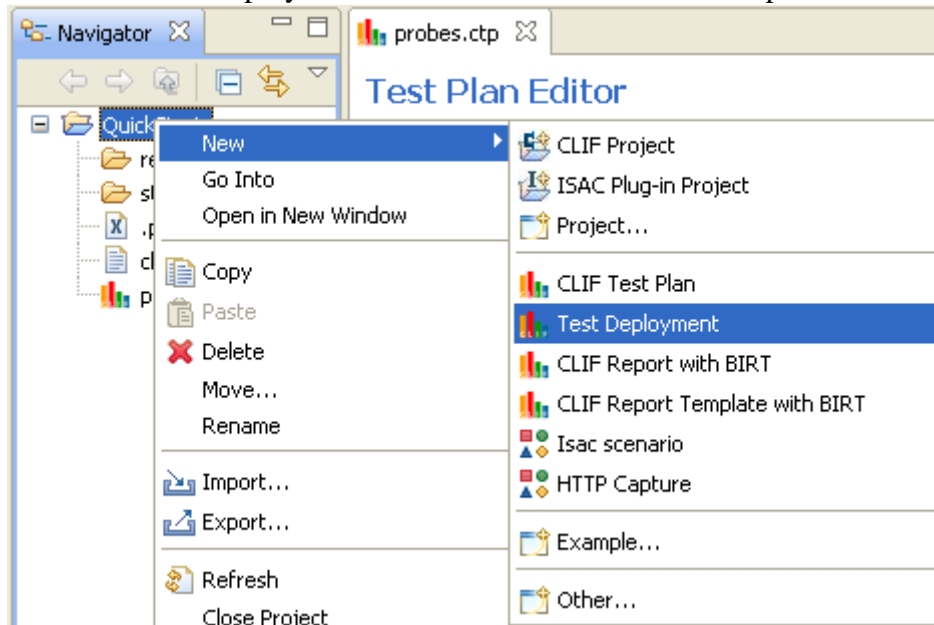 Navigator
probes.ctp
Test Plan Editor
Quick
New
Go Into
Open in New Window
Copy
Paste
Delete
Move...
Rename
Import...
Export...
Refresh
Close Project
CLIF Project
ISAC Plug-in Project
Project...
CLIF Test Plan
Test Deployment
CLIF Report with BIRT
CLIF Report Template with BIRT
Isac scenario
HTTP Capture
Example...
Other...